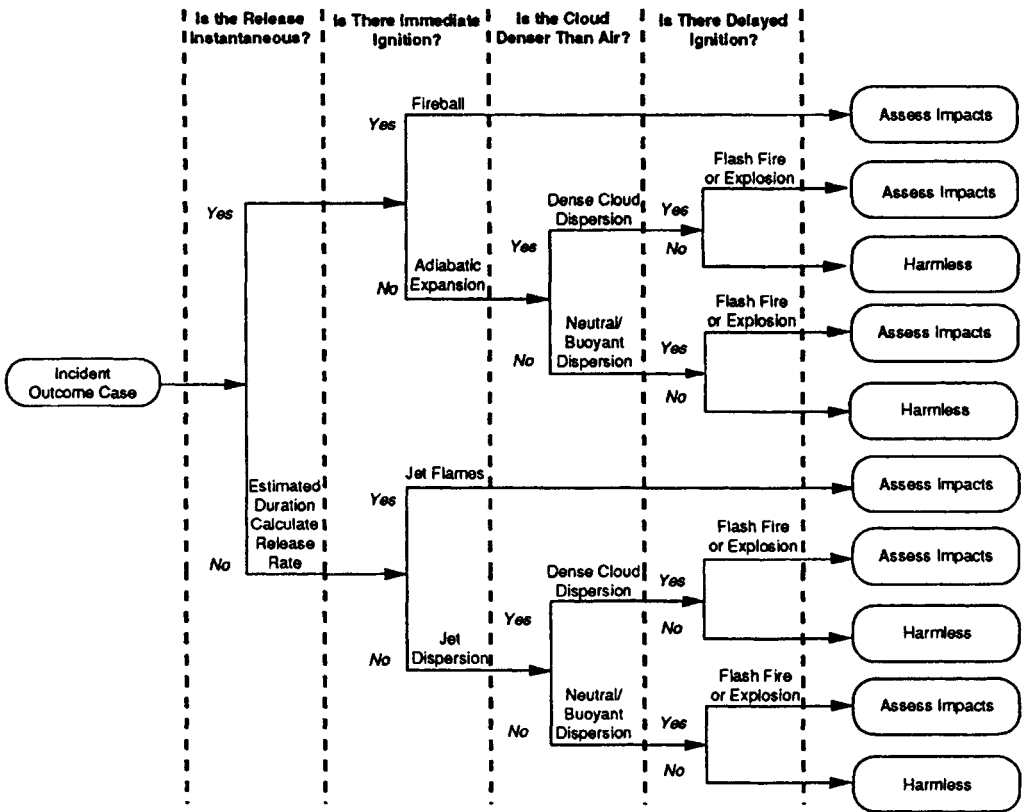 Is the Release
Instantaneous?
Is There Immediate
Ignition?
Is the Cloud
Denser Than Air?
Is There Delayed
Ignition?
Fireball
Yes
Assess Impacts
Flash Fire
or Explosion
Assess Impacts
Yes
Dense Cloud
Dispersion
Yes
No
Yes
Adiabatic
Expansion
No
Harmless
Flash Fire
or Explosion
Neutral/
Buoyant
Dispersion
Assess Impacts
Yes
No
No
Incident
Outcome Case
Harmless
Jet Flames
Yes
Assess Impacts
Estimated
Duration
Calculate
Release
Rate
No
Flash Fire
or Explosion
Assess Impacts
Dense Cloud
Dispersion
Yes
No
Yes
Jet
Dispersion
No
Harmless
Flash Fire
or Explosion
Neutral/
Buoyant
Dispersion
Assess Impacts
Yes
No
No
Harmless